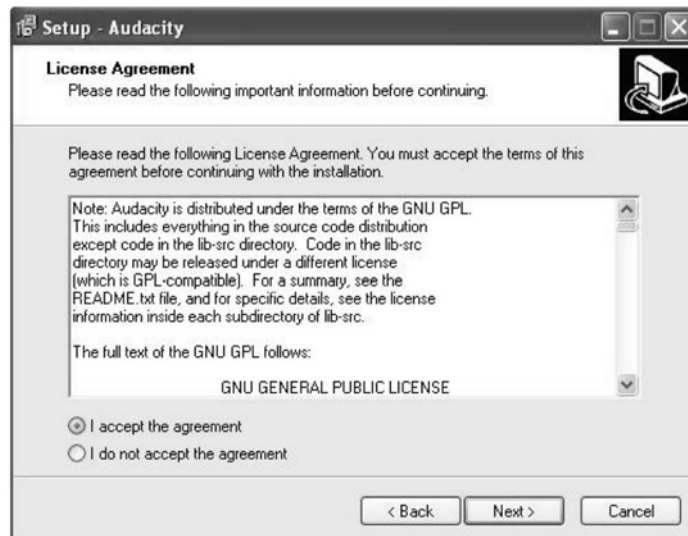 Setup - Audacity
License Agreement
Please read the following important information before continuing.
Please read the following License Agreement. You must accept the terms of this
agreement before continuing with the installation.
Note: Audacity is distributed under the terms of the GNU GPL.
This includes everything in the source code distribution
except code in the lib-src directory. Code in the lib-src
directory may be released under a different license
(which is GPL-compatible). For a summary, see the
README.txt file, and for specific details, see the license
information inside each subdirectory of lib-src.
The full text of the GNU GPL follows:
GNU GENERAL PUBLIC LICENSE
I accept the agreement
I do not accept the agreement
< Back Next > Cancel